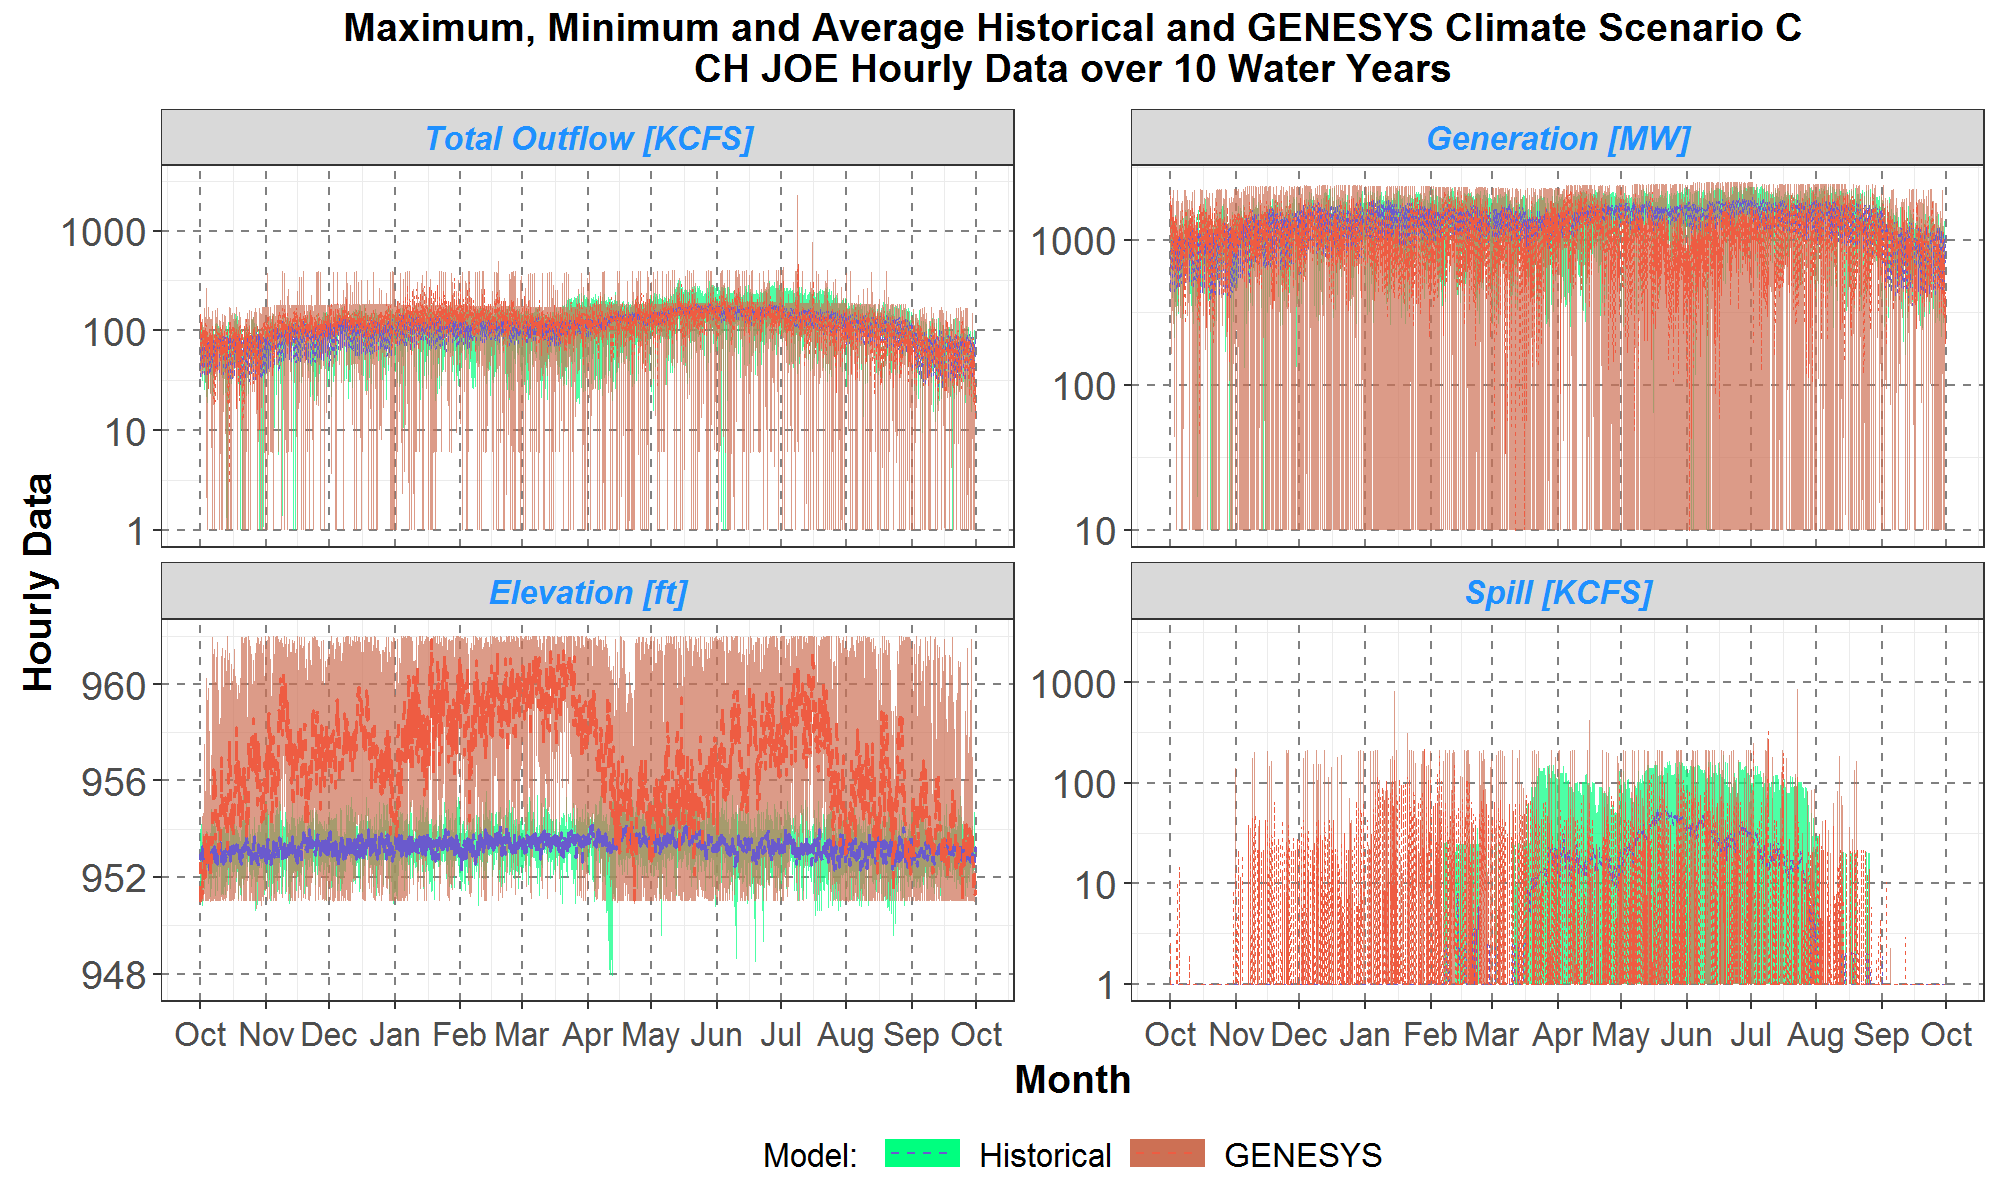 Maximum, Minimum and Average Historical and GENESYS Climate Scenario C
CH JOE Hourly Data over 10 Water Years
Total Outflow [KCFS]
Generation [MW]
1000
100
10
1
1000
100
10
Elevation [ft]
Spill [KCFS]
960
956
952
948
1000
100
10
1
Hourly Data
Oct Nov Dec Jan Feb Mar Apr May Jun Jul Aug Sep Oct
Oct Nov Dec Jan Feb Mar Apr May Jun Jul Aug Sep Oct
Month
Model: Historical GENESYS